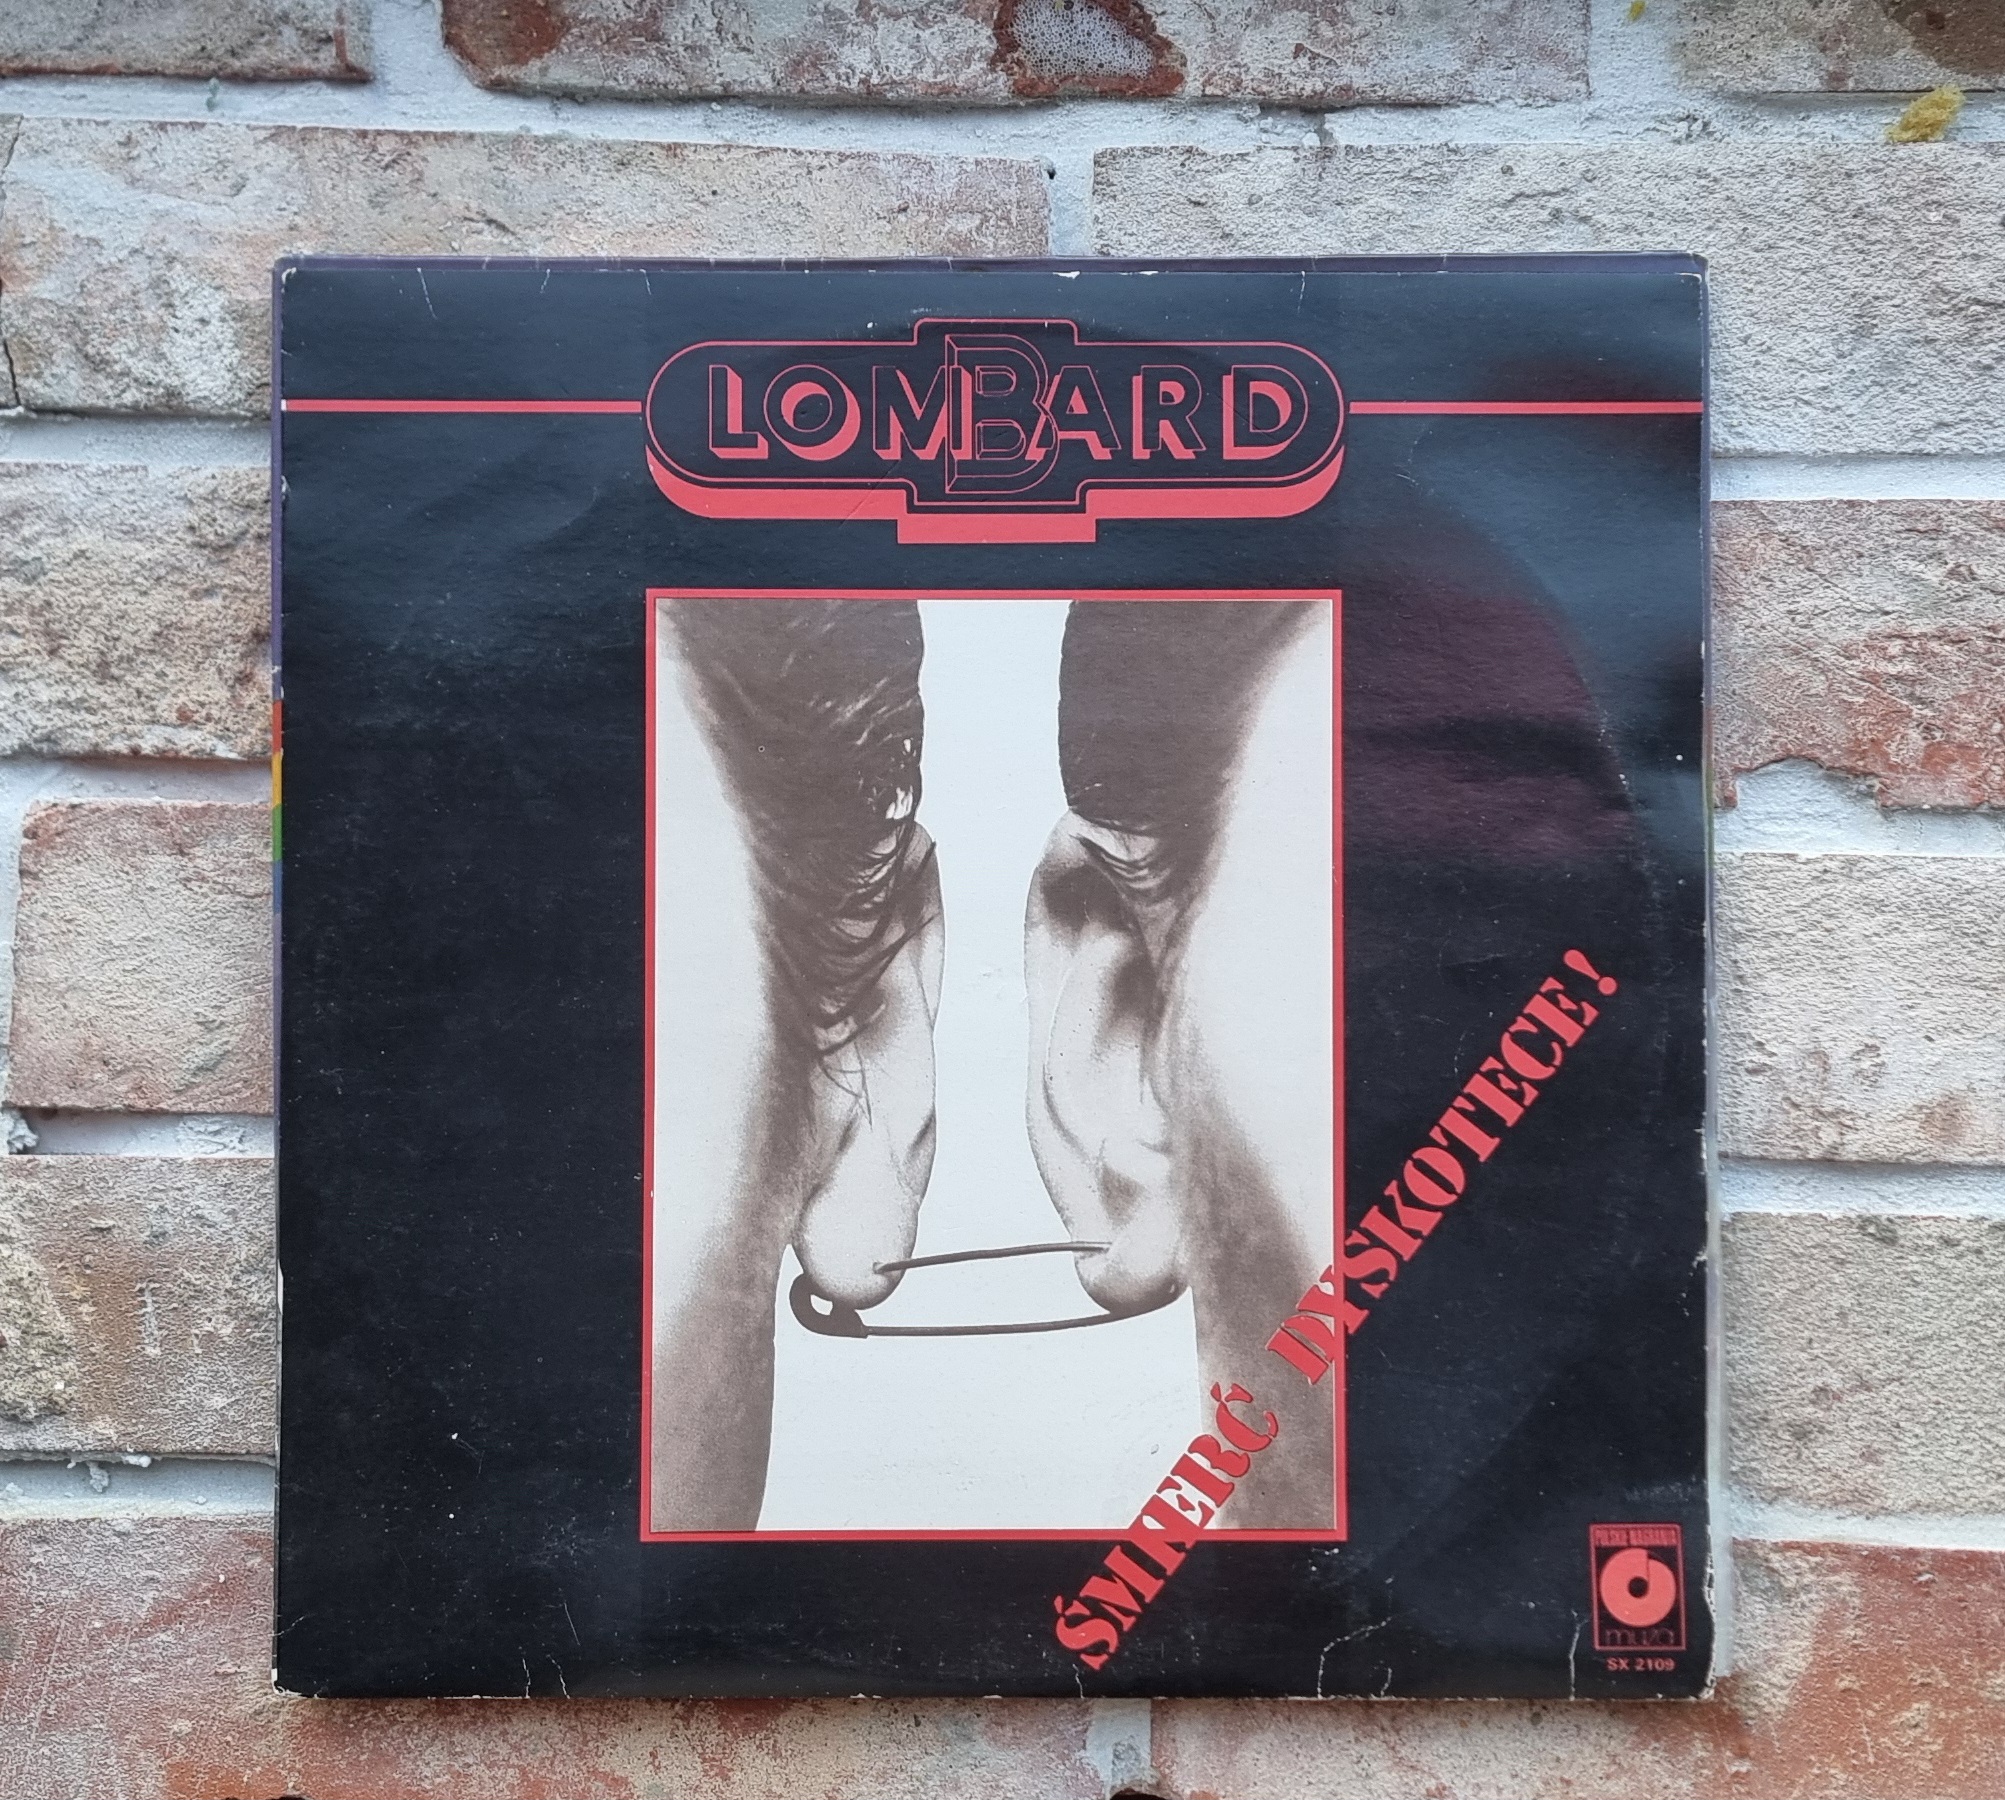 LOMBARD
ŚMIERĆ DYSKOTECE!
POLSKIE NAGRANIA
muza
SX 2109